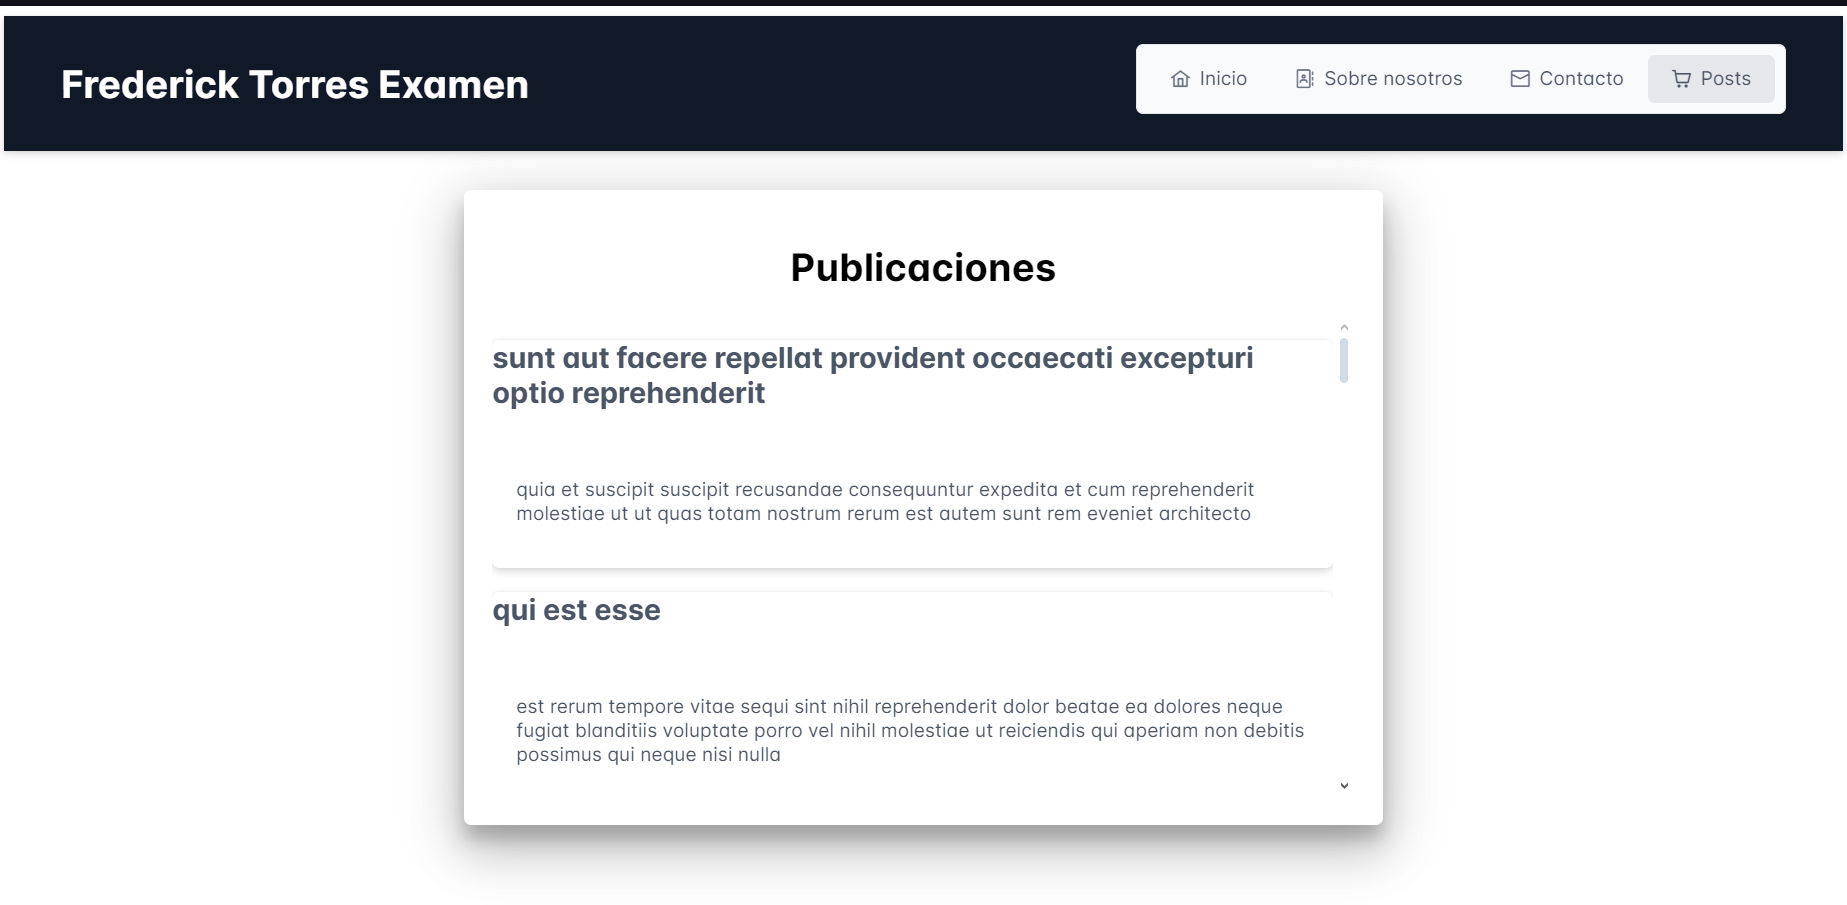 Frederick Torres Examen
Inicio
Sobre nosotros
Contacto
Posts
Publicaciones
sunt aut facere repellat provident occaecati excepturi
optio reprehenderit
quia et suscipit suscipit recusandae consequuntur expedita et cum reprehenderit
molestiae ut ut quas totam nostrum rerum est autem sunt rem eveniet architecto
qui est esse
est rerum tempore vitae sequi sint nihil reprehenderit dolor beatae ea dolores neque
fugiat blanditiis voluptate porro vel nihil molestiae ut reiciendis qui aperiam non debitis
possimus qui neque nisi nulla